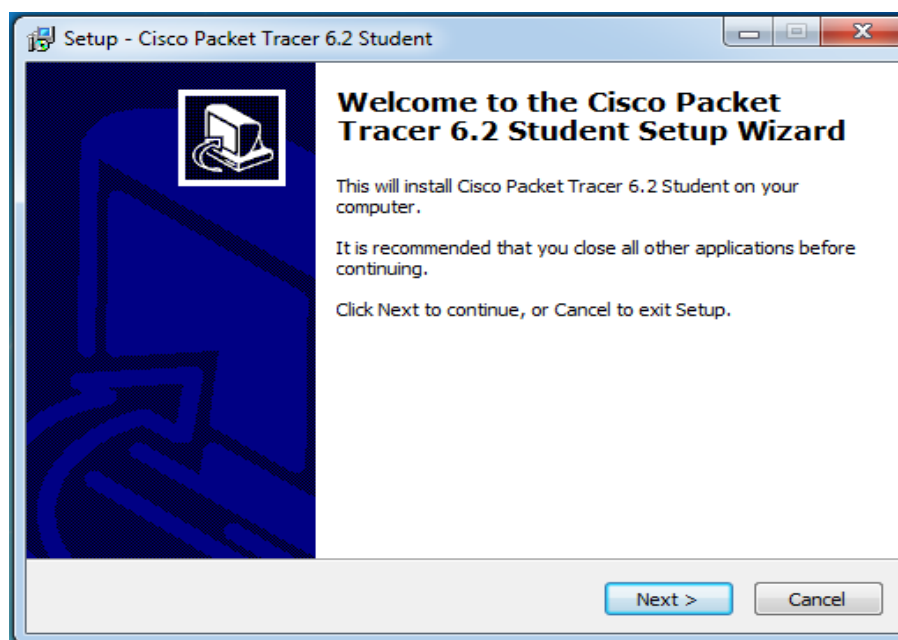 Setup - Cisco Packet Tracer 6.2 Student
Welcome to the Cisco Packet
Tracer 6.2 Student Setup Wizard
This will install Cisco Packet Tracer 6.2 Student on your
computer.
It is recommended that you close all other applications before
continuing.
Click Next to continue, or Cancel to exit Setup.
Next >
Cancel